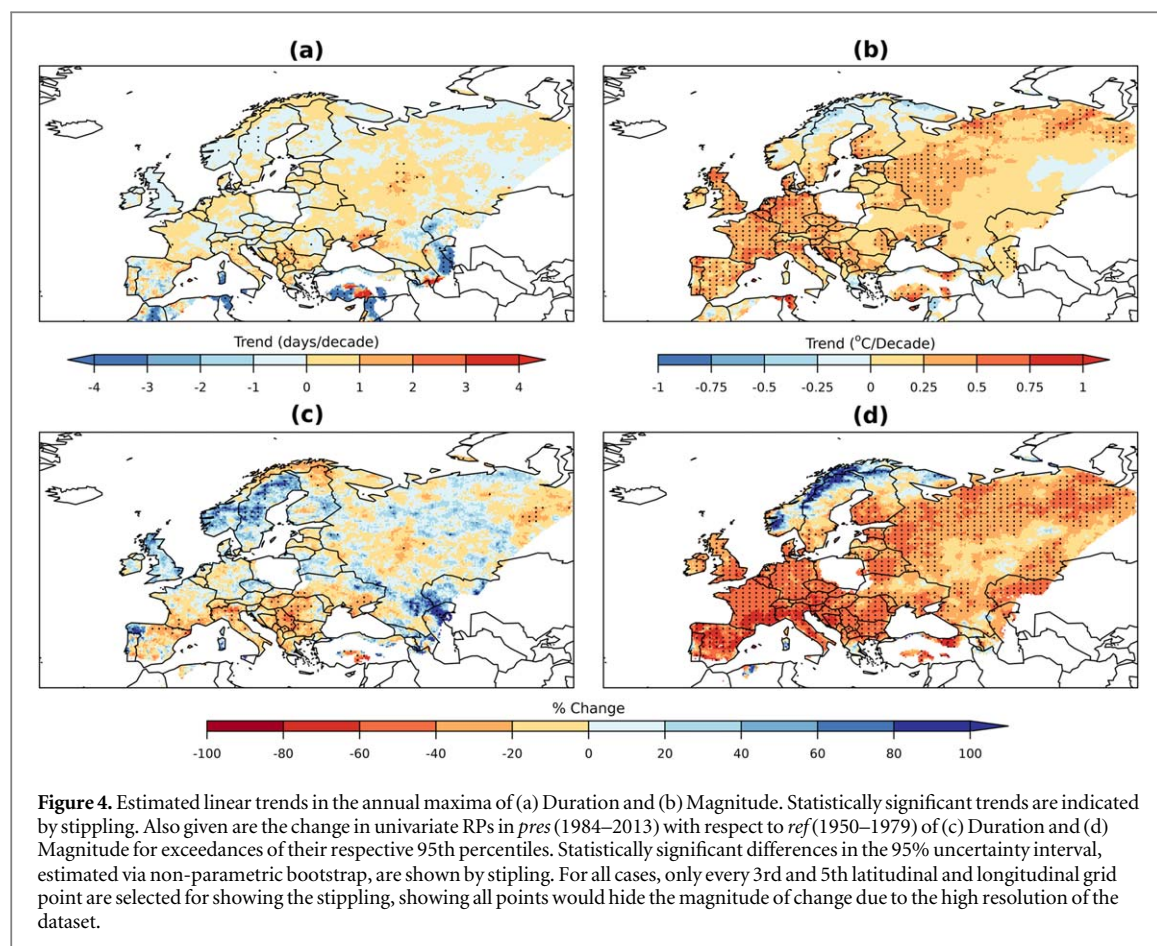 (a)
(b)
Trend (days/decade)
-4 -3 -2 -1 0 1 2 3 4
Trend (°C/Decade)
-1 -0.75 -0.5 -0.25 0 0.25 0.5 0.75 1
(c)
(d)
% Change
-100 -80 -60 -40 -20 0 20 40 60 80 100
Figure 4. Estimated linear trends in the annual maxima of (a) Duration and (b) Magnitude. Statistically significant trends are indicated
by stippling. Also given are the change in univariate RPs in pres (1984–2013) with respect to ref (1950–1979) of (c) Duration and (d)
Magnitude for exceedances of their respective 95th percentiles. Statistically significant differences in the 95% uncertainty interval,
estimated via non-parametric bootstrap, are shown by stipling. For all cases, only every 3rd and 5th latitudinal and longitudinal grid
point are selected for showing the stippling, showing all points would hide the magnitude of change due to the high resolution of the
dataset.